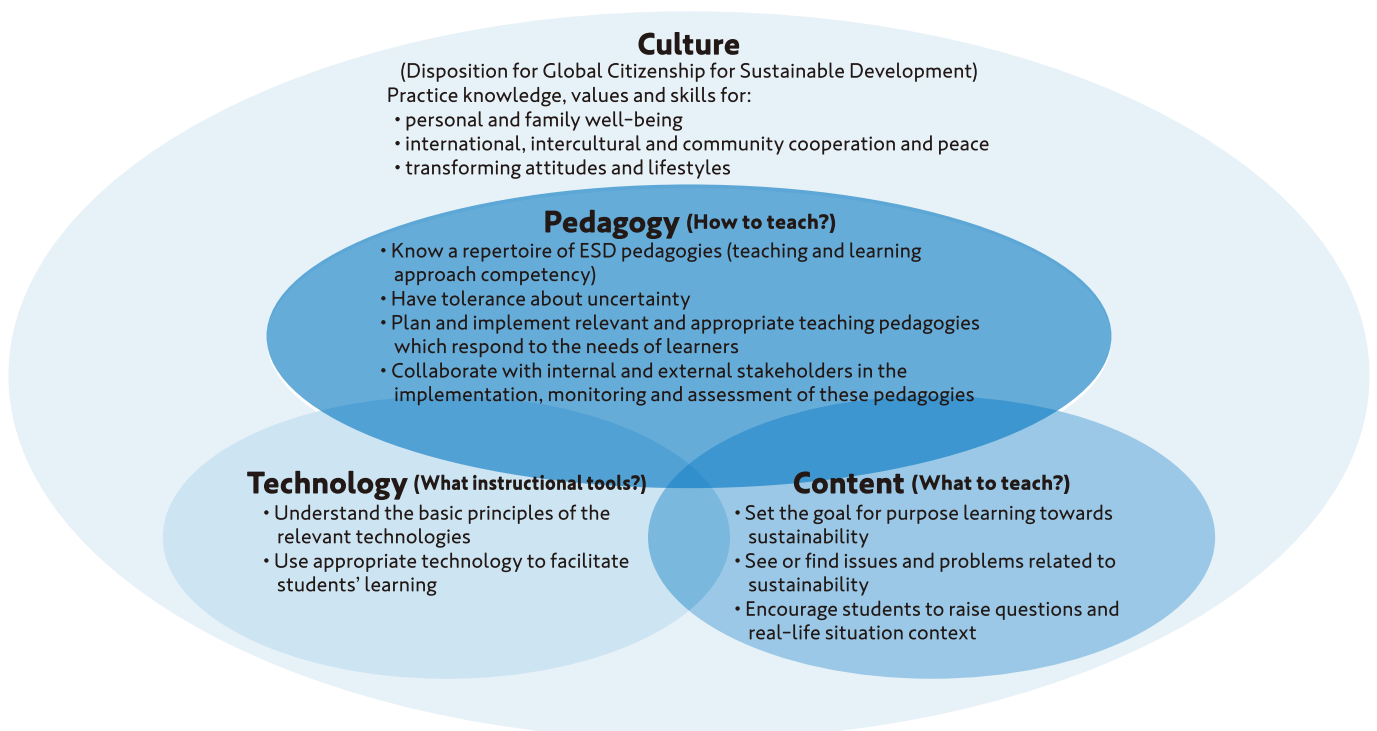 Culture
(Disposition for Global Citizenship for Sustainable Development)
Practice knowledge, values and skills for:
• personal and family well-being
• international, intercultural and community cooperation and peace
• transforming attitudes and lifestyles
Pedagogy (How to teach?)
• Know a repertoire of ESD pedagogies (teaching and learning
approach competency)
• Have tolerance about uncertainty
• Plan and implement relevant and appropriate teaching pedagogies
which respond to the needs of learners
• Collaborate with internal and external stakeholders in the
implementation, monitoring and assessment of these pedagogies
Technology (What instructional tools?)
• Understand the basic principles of the
relevant technologies
• Use appropriate technology to facilitate
students’ learning
Content (What to teach?)
• Set the goal for purpose learning towards
sustainability
• See or find issues and problems related to
sustainability
• Encourage students to raise questions and
real-life situation context